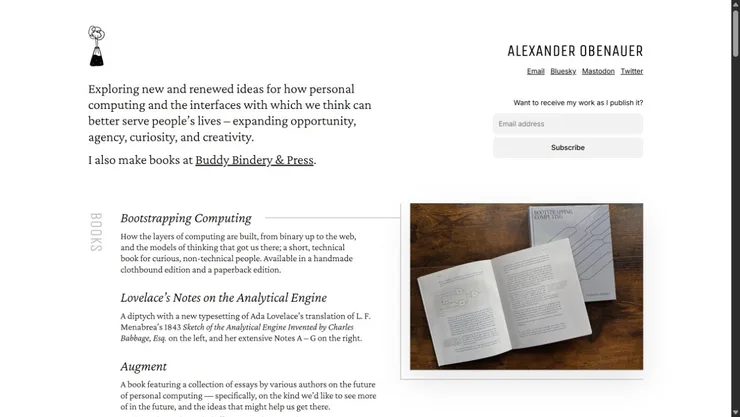 ALEXANDER OBENAUER
Email Bluesky Mastodon Twitter
Exploring new and renewed ideas for how personal
computing and the interfaces with which we think can
better serve people's lives – expanding opportunity,
agency, curiosity, and creativity.
I also make books at Buddy Bindery & Press.
Want to receive my work as I publish it?
Email address
Subscribe
BOOKS
Bootstrapping Computing
How the layers of computing are built, from binary up to the web,
and the models of thinking that got us there; a short, technical
book for curious, non-technical people. Available in a handmade
clothbound edition and a paperback edition.
BOOTSTRAPPING
COMPUTING
Lovelace's Notes on the Analytical Engine
A diptych with a new typesetting of Ada Lovelace's translation of L. F.
Menabrea's 1843 Sketch of the Analytical Engine Invented by Charles
Babbage, Esq. on the left, and her extensive Notes A – G on the right.
Augment
A book featuring a collection of essays by various authors on the future
of personal computing — specifically, on the kind we'd like to see more
of in the future, and the ideas that might help us get there.